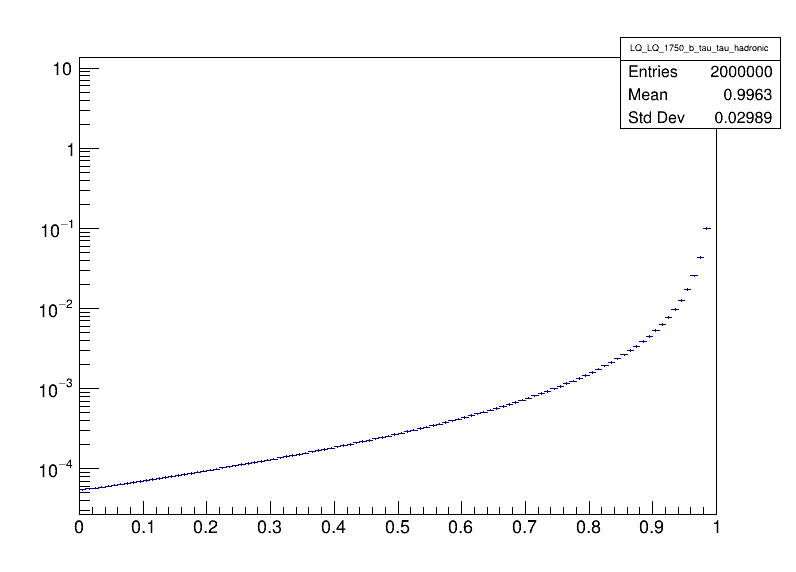 LQ_LQ_1750_b_tau_tau_hadronic
Entries 2000000
Mean 0.9963
Std Dev 0.02989
10
1
10⁻¹
10⁻²
10⁻³
10⁻⁴
0 0.1 0.2 0.3 0.4 0.5 0.6 0.7 0.8 0.9 1